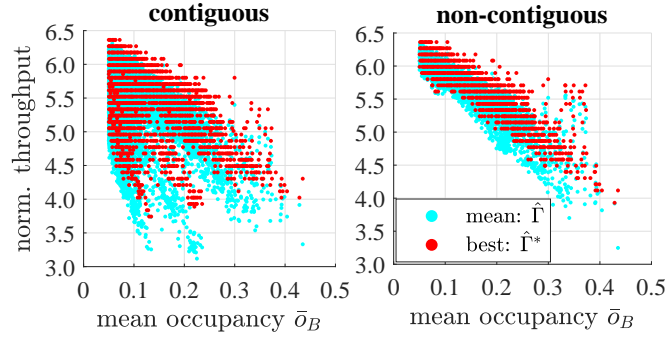 contiguous
non-contiguous
norm. throughput
6.5
6.0
5.5
5.0
4.5
4.0
3.5
3.0
0 0.1 0.2 0.3 0.4 0.5
mean occupancy ō_B
6.5
6.0
5.5
5.0
4.5
4.0
3.5
3.0
mean: Γ̂
best: Γ̂*
0 0.1 0.2 0.3 0.4 0.5
mean occupancy ō_B